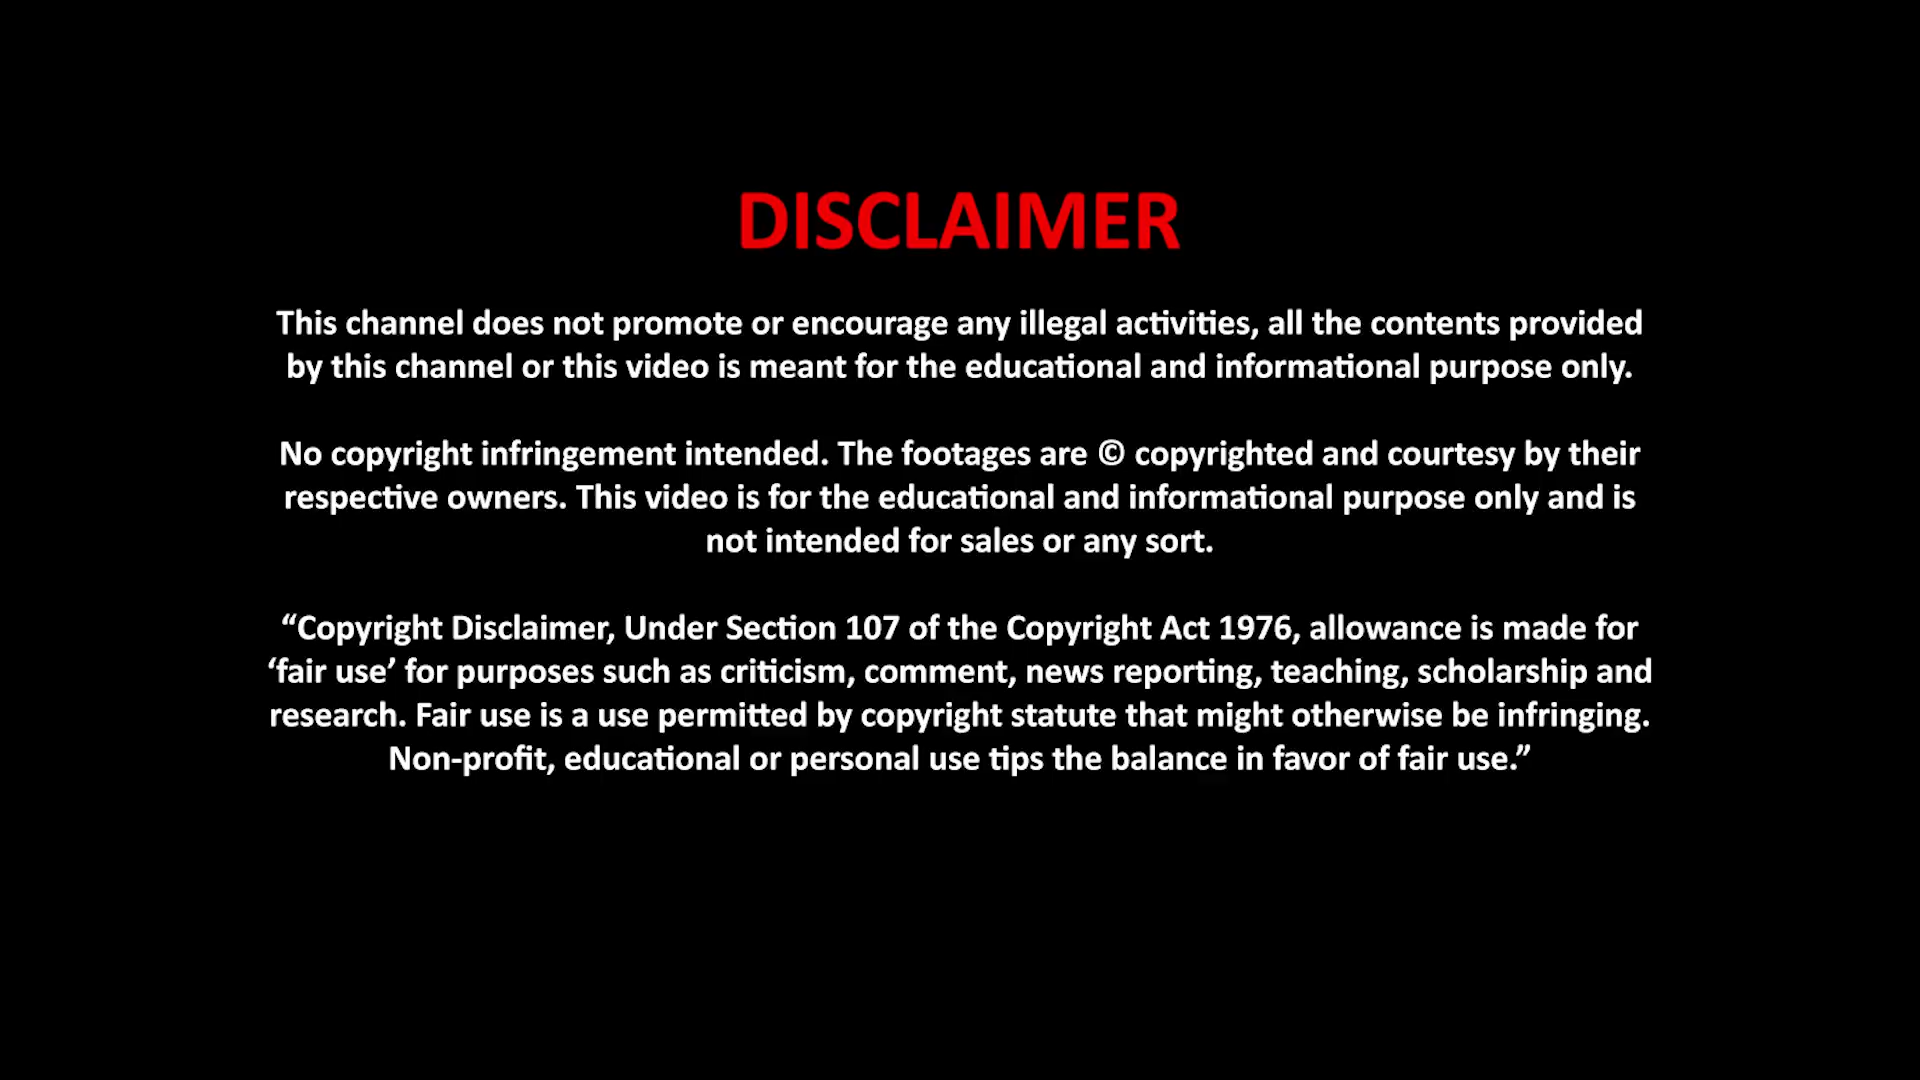 DISCLAIMER
This channel does not promote or encourage any illegal activities, all the contents provided
by this channel or this video is meant for the educational and informational purpose only.
No copyright infringement intended. The footages are © copyrighted and courtesy by their
respective owners. This video is for the educational and informational purpose only and is
not intended for sales or any sort.
“Copyright Disclaimer, Under Section 107 of the Copyright Act 1976, allowance is made for
‘fair use’ for purposes such as criticism, comment, news reporting, teaching, scholarship and
research. Fair use is a use permitted by copyright statute that might otherwise be infringing.
Non-profit, educational or personal use tips the balance in favor of fair use.”